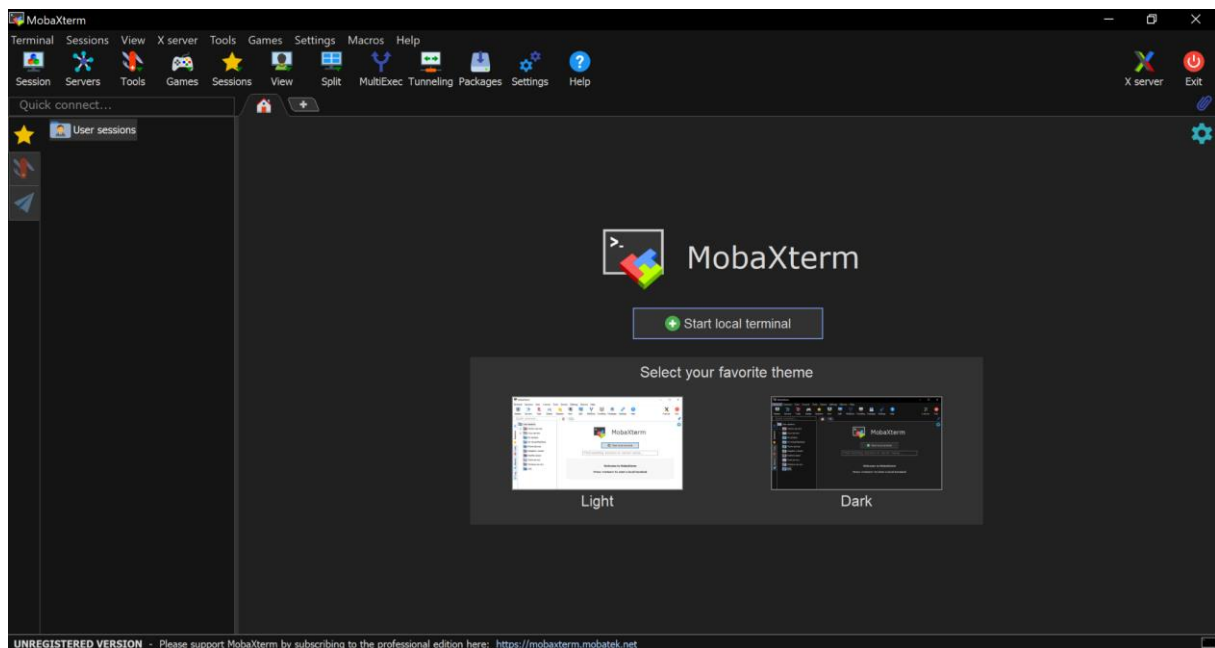 MobaXterm
Terminal Sessions View X server Tools Games Settings Macros Help
Session Servers Tools Games Sessions View Split MultiExec Tunneling Packages Settings Help X server Exit
Quick connect...
User sessions
>_
MobaXterm
Start local terminal
Select your favorite theme
MobaXterm
MobaXterm
Light Dark
UNREGISTERED VERSION - Please support MobaXterm by subscribing to the professional edition here: https://mobaxterm.mobatek.net